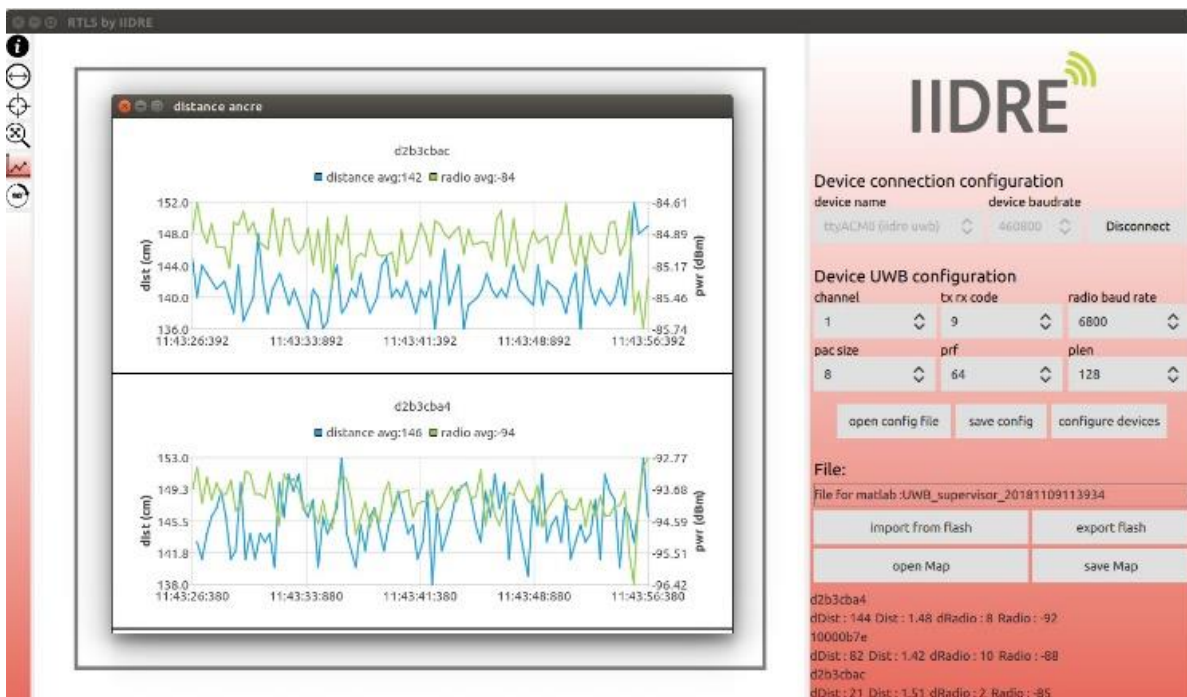 RTLS by IIDRE
distance ancre
d2b3cbac
distance avg:142 radio avg:-84
152.0
148.0
144.0
140.0
136.0
dist (cm)
-84.61
-84.89
-85.17
-85.46
-85.74
pwr (dBm)
11:43:26:392 11:43:33:892 11:43:41:392 11:43:48:892 11:43:56:392
d2b3cba4
distance avg:146 radio avg:-94
153.0
149.3
145.5
141.8
138.0
dist (cm)
-92.77
-93.68
-94.59
-95.51
-96.42
pwr (dBm)
11:43:26:380 11:43:33:880 11:43:41:380 11:43:48:880 11:43:56:380
IIDRE
Device connection configuration
device name device baudrate
ttyACM0 (iidre uwb) 460800 Disconnect
Device UWB configuration
channel tx rx code radio baud rate
1 9 6800
pac size prf plen
8 64 128
open config file save config configure devices
File:
File for matlab :UWB_supervisor_20181109113934
import from flash export flash
open Map save Map
d2b3cba4
dDist : 144 Dist : 1.48 dRadio : 8 Radio : -92
10000b7e
dDist : 82 Dist : 1.42 dRadio : 10 Radio : -88
d2b3cbac
dDist : 21 Dist : 1.51 dRadio : 2 Radio : -85